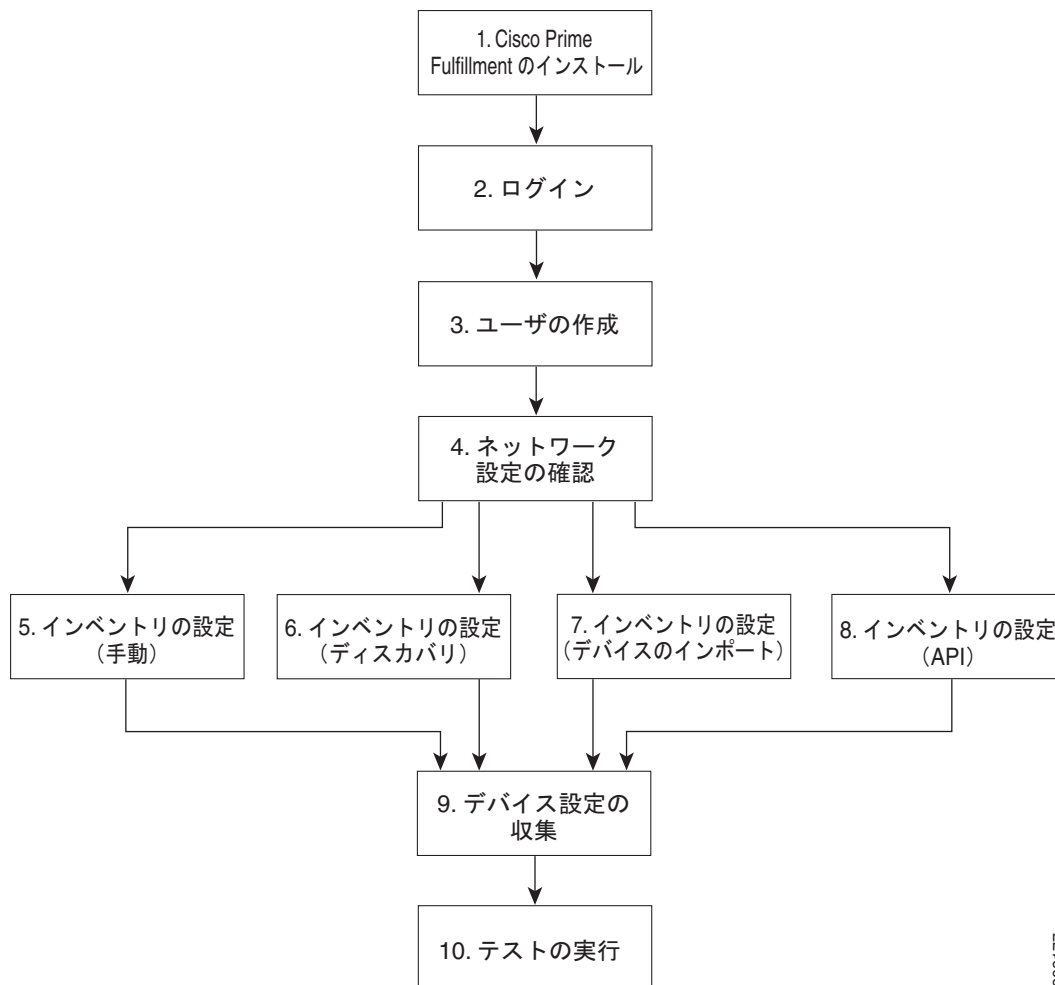 1. Cisco Prime
Fulfillment のインストール
2. ログイン
3. ユーザの作成
4. ネットワーク
設定の確認
5. インベントリの設定
（手動）
6. インベントリの設定
（ディスカバリ）
7. インベントリの設定
（デバイスのインポート）
8. インベントリの設定
（API）
9. デバイス設定の
収集
10. テストの実行